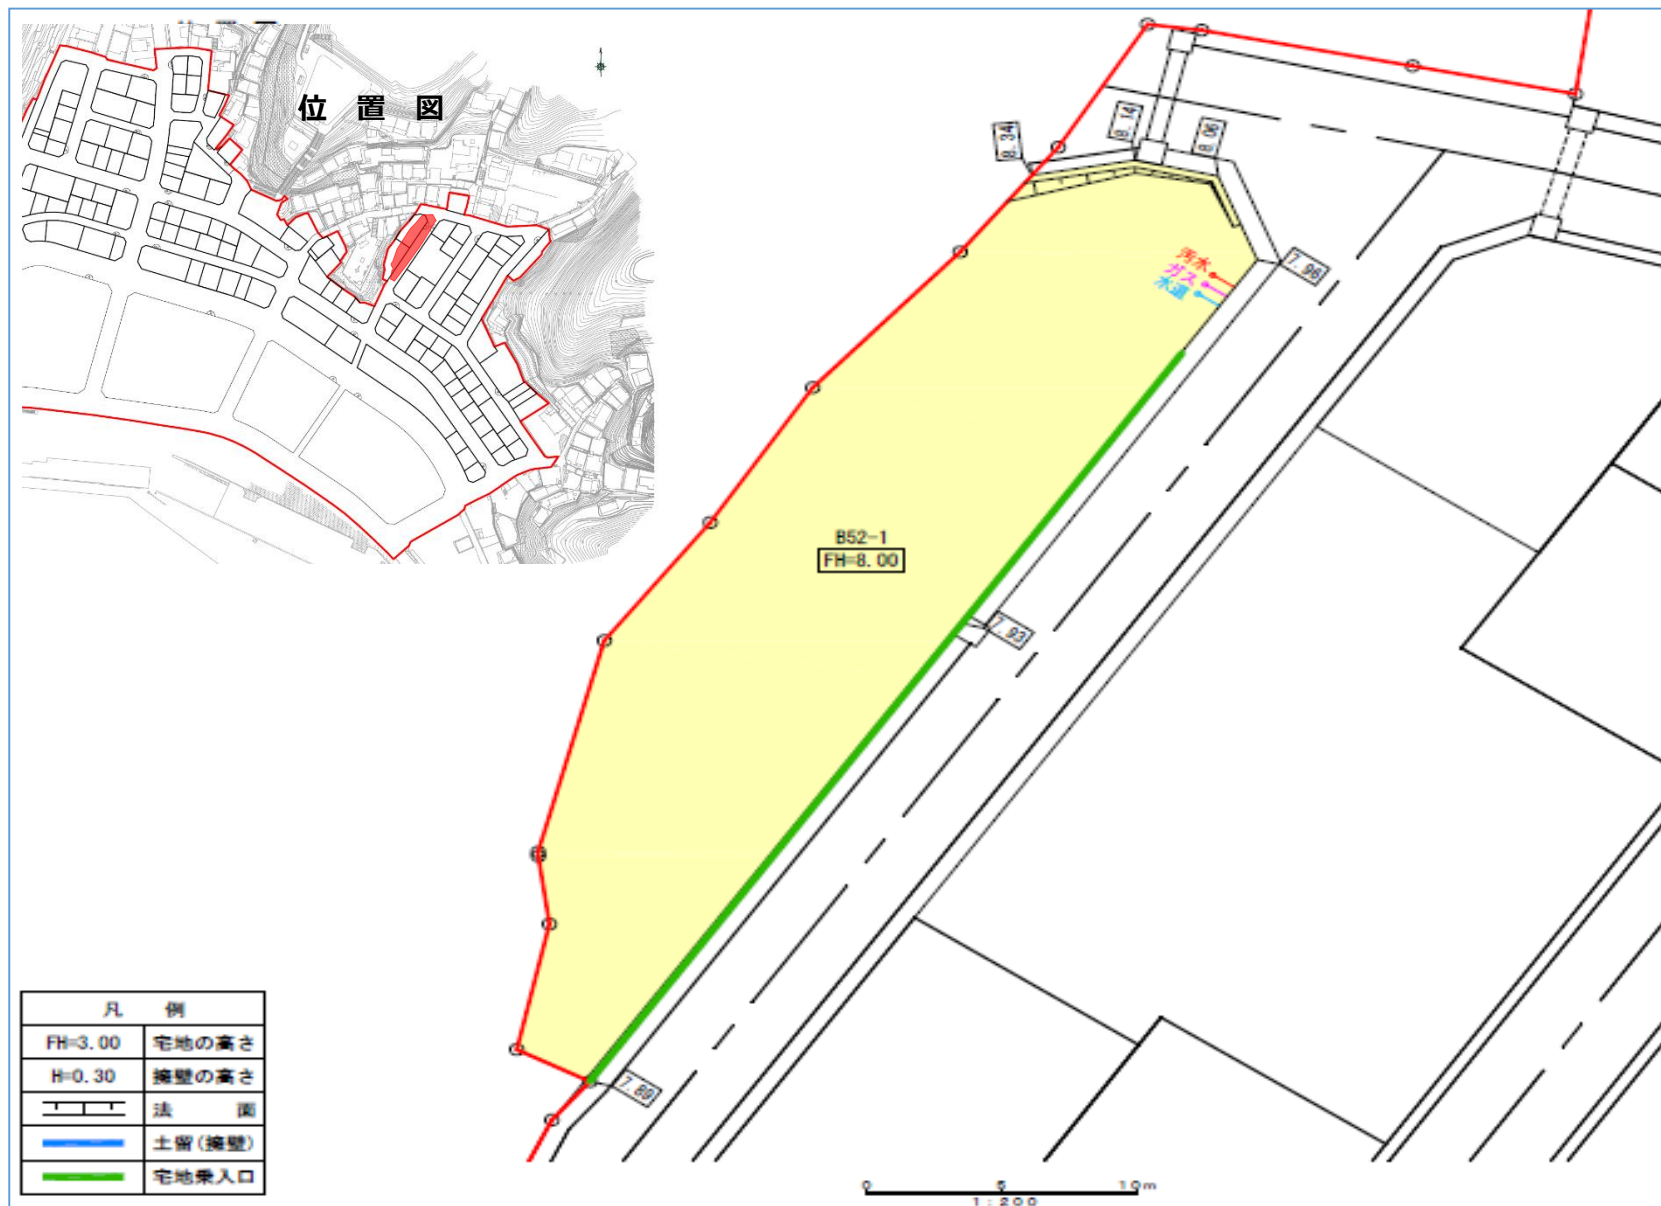 位 置 図
8.34
8.14
8.06
7.96
汚水
ガス
水道
B52-1
FH=8.00
7.93
7.89
凡 例
FH=3.00 宅地の高さ
H=0.30 擁壁の高さ
法 面
土留(擁壁)
宅地乗入口
0 5 10m
1:200